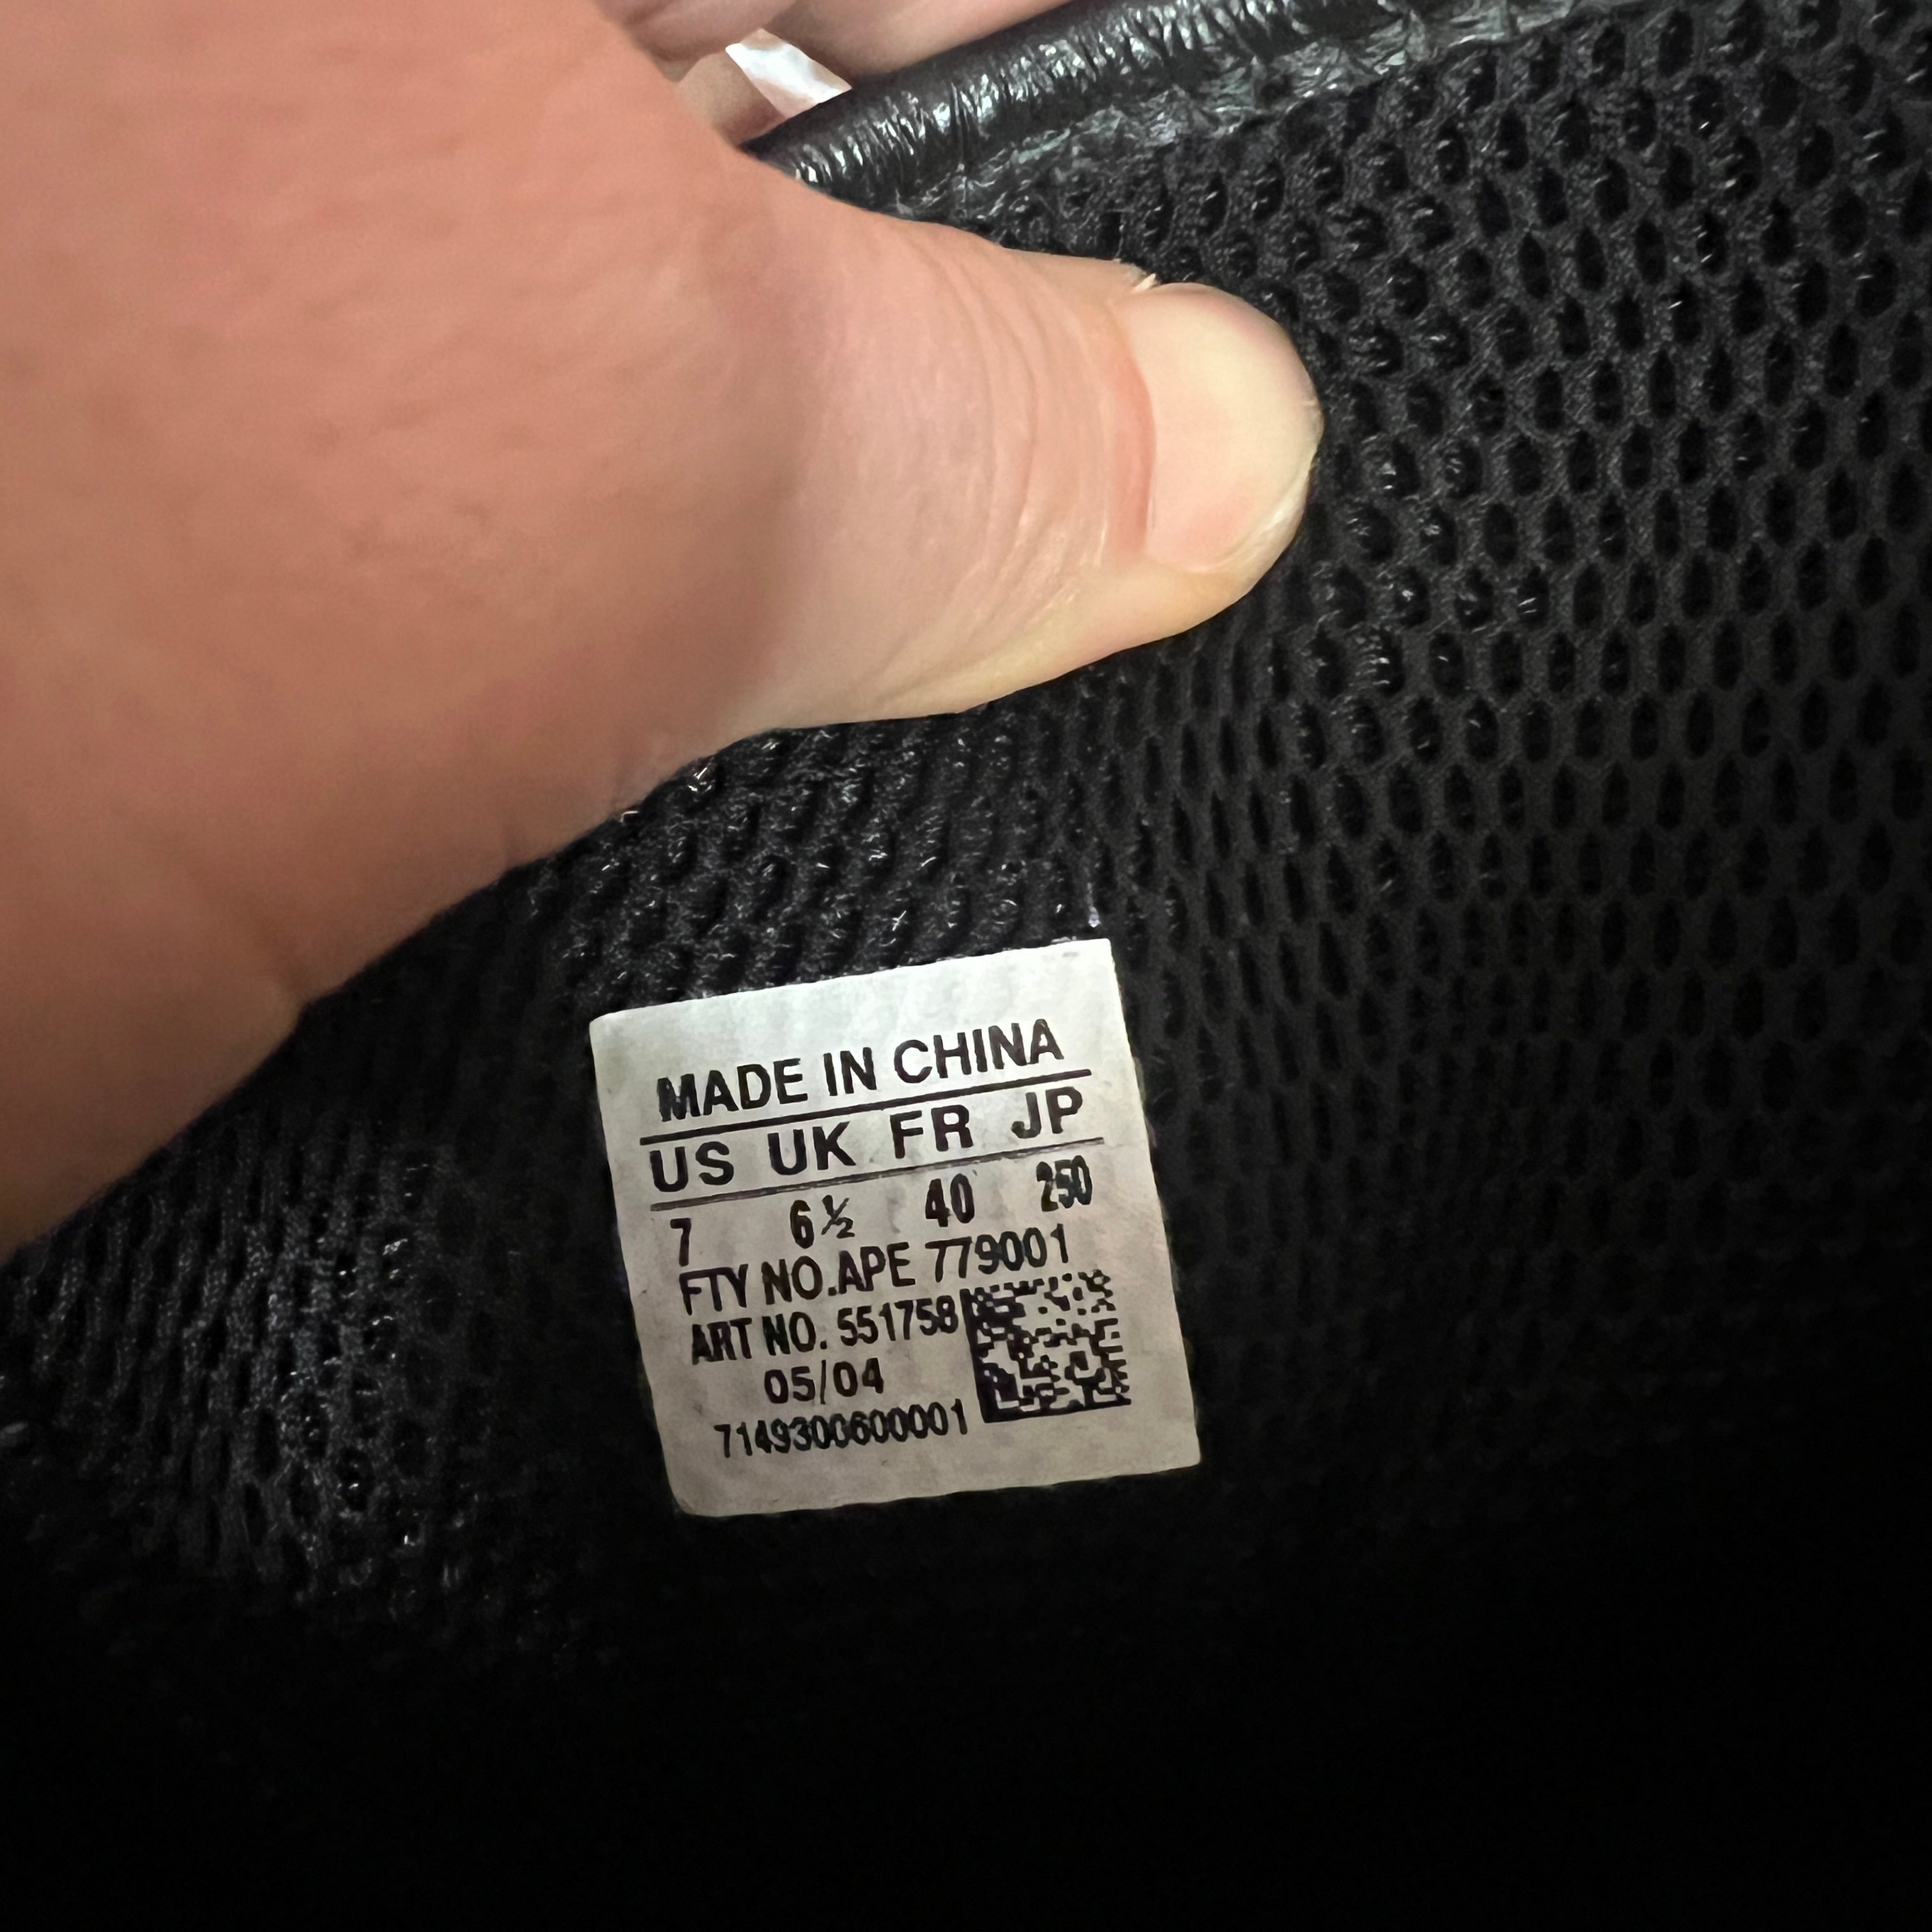 MADE IN CHINA
US UK FR JP
7 6½ 40 250
FTY NO.APE 779001
ART NO. 551758
05/04
7149300600001